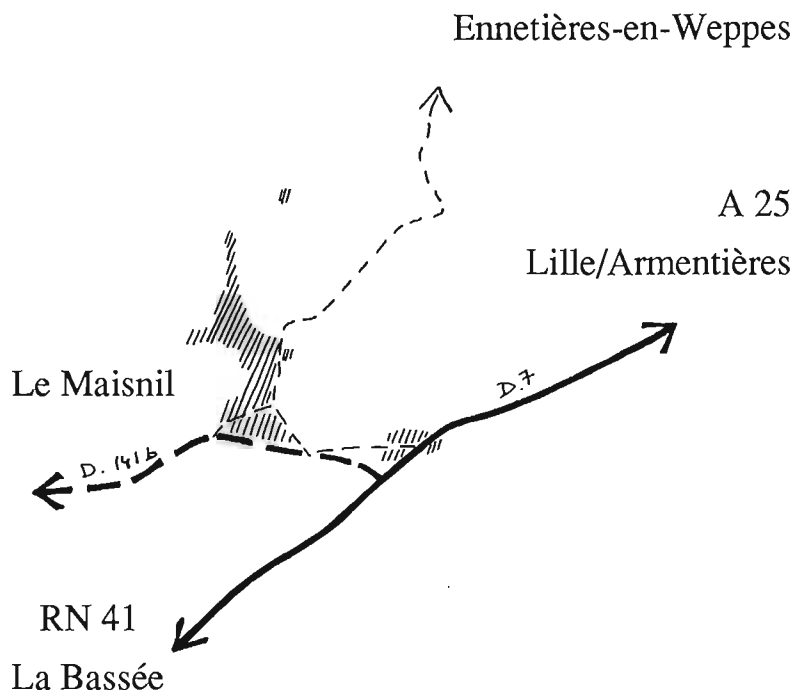 Ennetières-en-Weppes
A 25
Lille/Armentières
D.7
Le Maisnil
D. 141b
RN 41
La Bassée